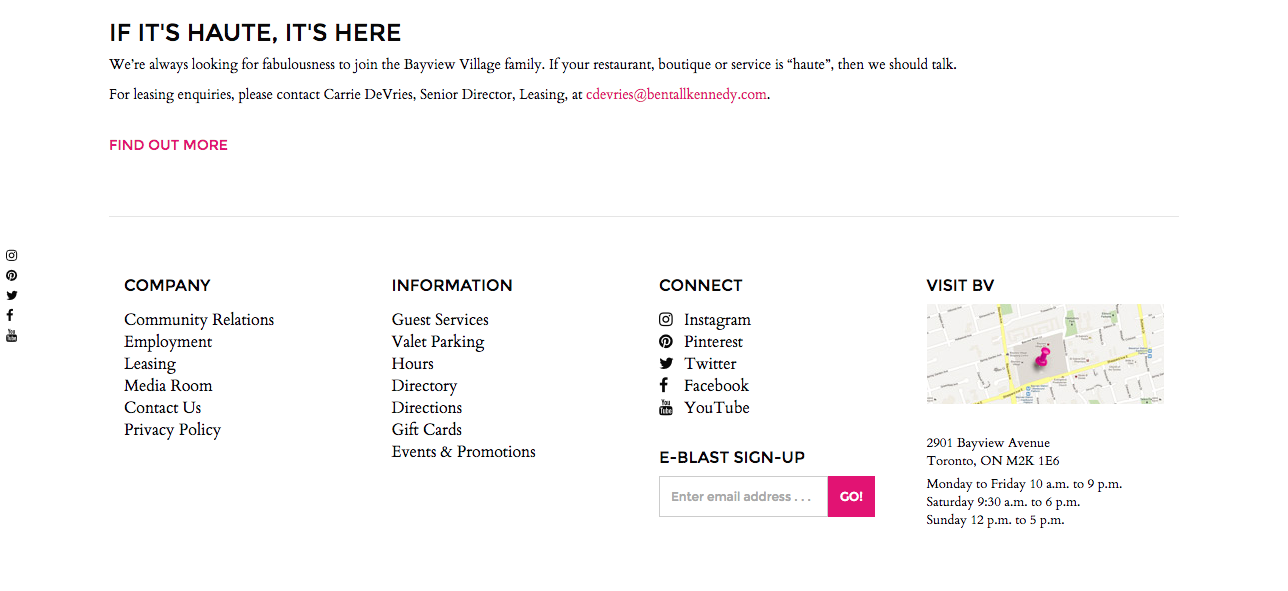 IF IT'S HAUTE, IT'S HERE
We're always looking for fabulousness to join the Bayview Village family. If your restaurant, boutique or service is “haute”, then we should talk.
For leasing enquiries, please contact Carrie DeVries, Senior Director, Leasing, at cdevries@bentallkennedy.com.
FIND OUT MORE
COMPANY
Community Relations
Employment
Leasing
Media Room
Contact Us
Privacy Policy
INFORMATION
Guest Services
Valet Parking
Hours
Directory
Directions
Gift Cards
Events & Promotions
CONNECT
Instagram
Pinterest
Twitter
Facebook
YouTube
E-BLAST SIGN-UP
Enter email address . . .
GO!
VISIT BV
2901 Bayview Avenue
Toronto, ON M2K 1E6
Monday to Friday 10 a.m. to 9 p.m.
Saturday 9:30 a.m. to 6 p.m.
Sunday 12 p.m. to 5 p.m.